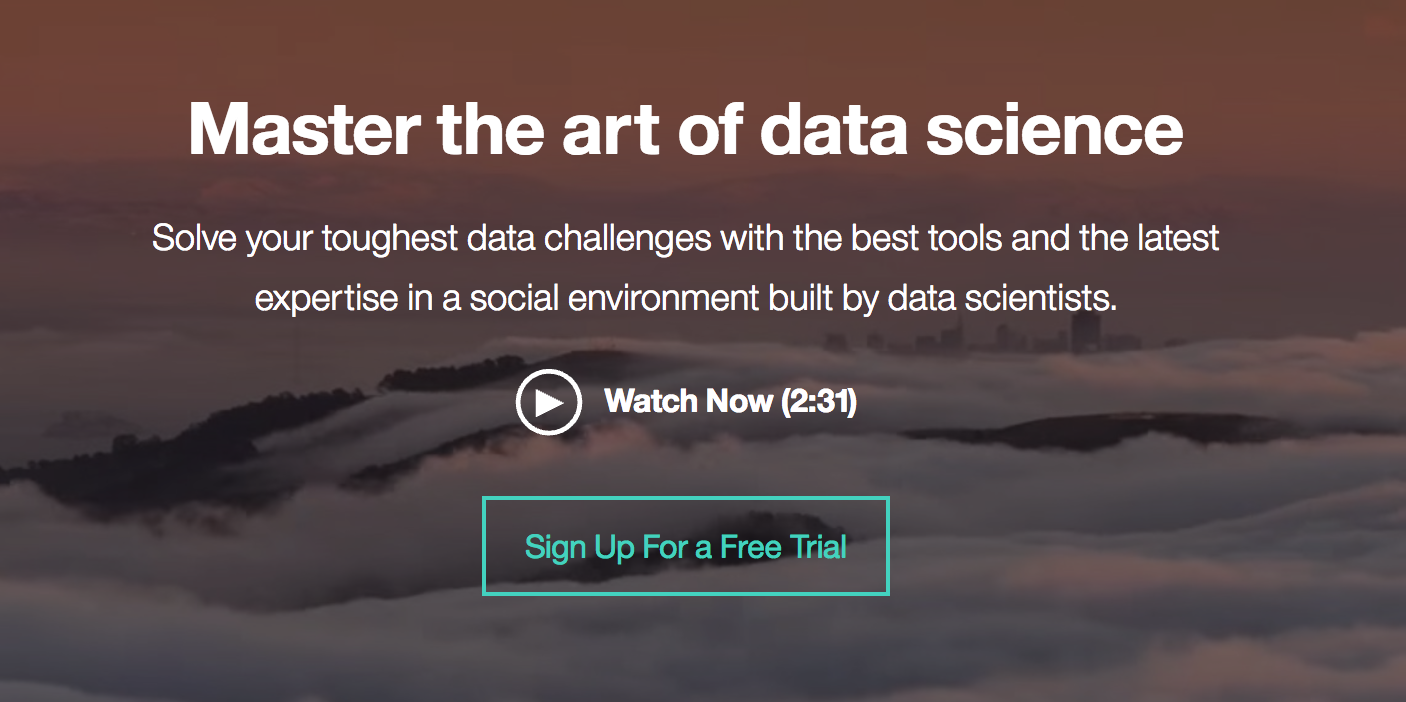 Master the art of data science
Solve your toughest data challenges with the best tools and the latest
expertise in a social environment built by data scientists.
Watch Now (2:31)
Sign Up For a Free Trial